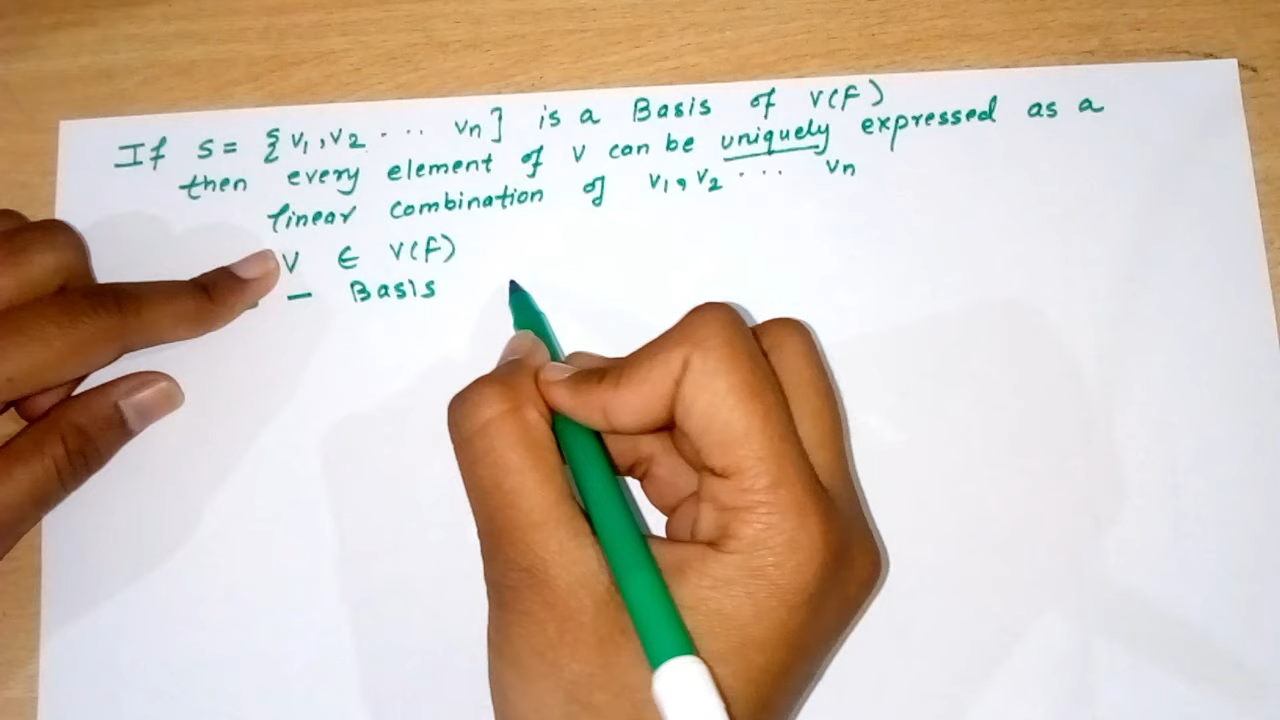 If S = {v1, v2 ... vn} is a Basis of V(F)
then every element of V can be uniquely expressed as a
linear combination of v1, v2 ... vn
V ∈ V(F)
— Basis